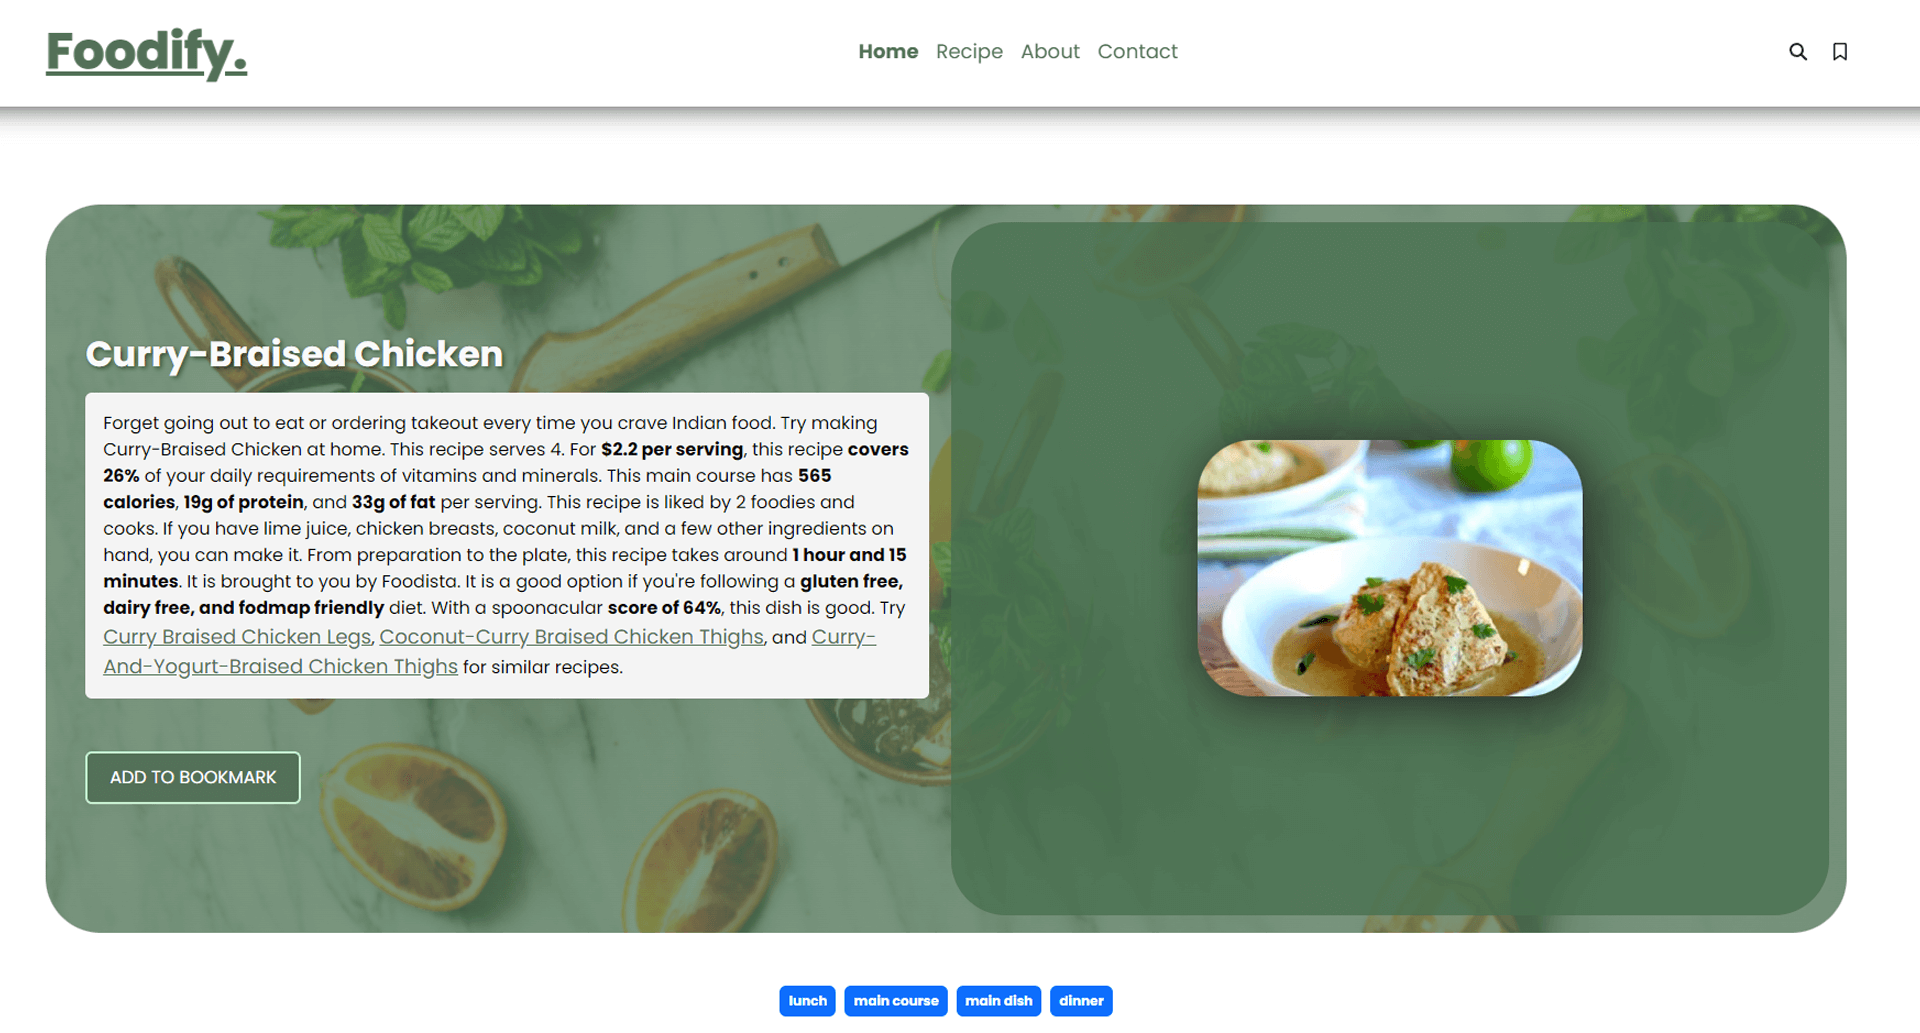 Foodify.
Home Recipe About Contact
Curry-Braised Chicken
Forget going out to eat or ordering takeout every time you crave Indian food. Try making
Curry-Braised Chicken at home. This recipe serves 4. For $2.2 per serving, this recipe covers
26% of your daily requirements of vitamins and minerals. This main course has 565
calories, 19g of protein, and 33g of fat per serving. This recipe is liked by 2 foodies and
cooks. If you have lime juice, chicken breasts, coconut milk, and a few other ingredients on
hand, you can make it. From preparation to the plate, this recipe takes around 1 hour and 15
minutes. It is brought to you by Foodista. It is a good option if you're following a gluten free,
dairy free, and fodmap friendly diet. With a spoonacular score of 64%, this dish is good. Try
Curry Braised Chicken Legs, Coconut-Curry Braised Chicken Thighs, and Curry-
And-Yogurt-Braised Chicken Thighs for similar recipes.
ADD TO BOOKMARK
lunch main course main dish dinner